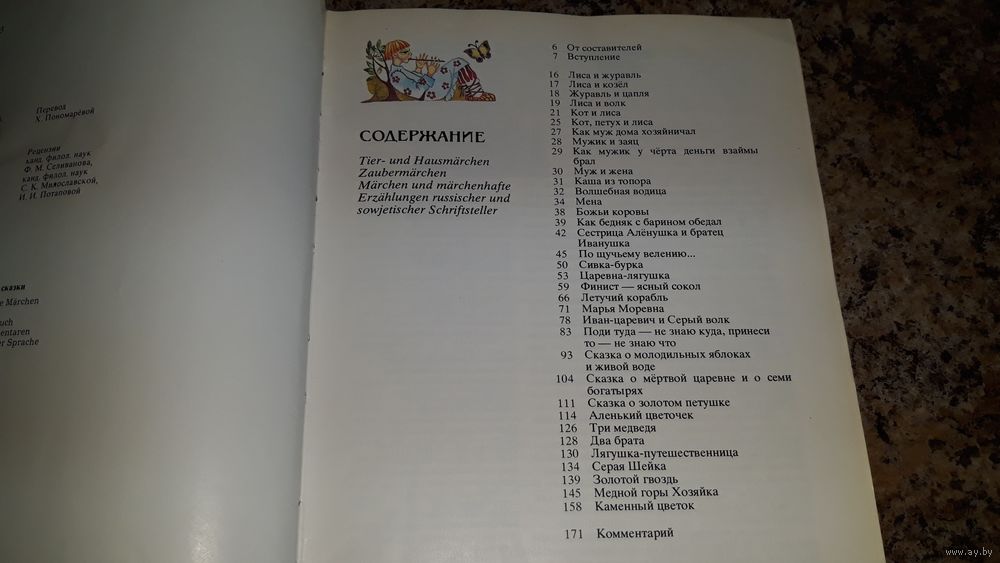 Перевод
Х. Пономарёвой
Рецензии
канд. филол. наук
Ф. М. Селиванова,
канд. филол. наук
С. К. Милославской,
И. И. Потаповой
сказки
Märchen
СОДЕРЖАНИЕ
Tier- und Hausmärchen
Zaubermärchen
Märchen und märchenhafte
Erzählungen russischer und
sowjetischer Schriftsteller
6 От составителей
7 Вступление
16 Лиса и журавль
17 Лиса и козёл
18 Журавль и цапля
19 Лиса и волк
21 Кот и лиса
25 Кот, петух и лиса
27 Как муж дома хозяйничал
28 Мужик и заяц
29 Как мужик у чёрта деньги взаймы
брал
30 Муж и жена
31 Каша из топора
32 Волшебная водица
34 Мена
38 Божьи коровы
39 Как бедняк с барином обедал
42 Сестрица Алёнушка и братец
Иванушка
45 По щучьему велению...
50 Сивка-бурка
53 Царевна-лягушка
59 Финист — ясный сокол
66 Летучий корабль
71 Марья Моревна
78 Иван-царевич и Серый волк
83 Поди туда — не знаю куда, принеси
то — не знаю что
93 Сказка о молодильных яблоках
и живой воде
104 Сказка о мёртвой царевне и о семи
богатырях
111 Сказка о золотом петушке
114 Аленький цветочек
126 Три медведя
128 Два брата
130 Лягушка-путешественница
134 Серая Шейка
139 Золотой гвоздь
145 Медной горы Хозяйка
158 Каменный цветок
171 Комментарий
www.ay.by